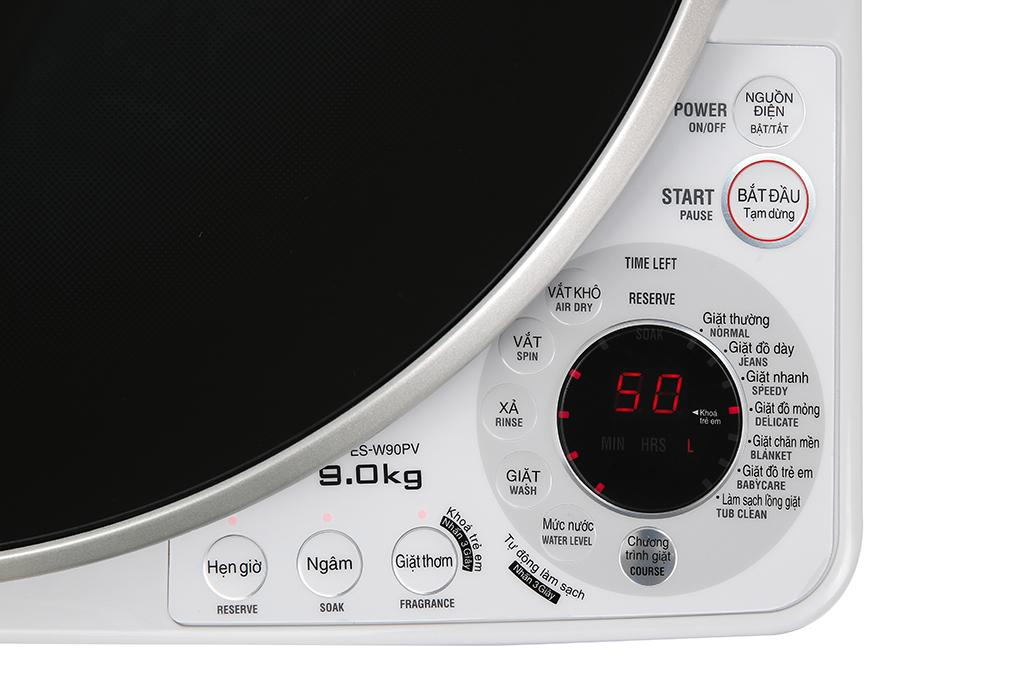 POWER
ON/OFF
NGUỒN
ĐIỆN
BẬT/TẮT
START
PAUSE
BẮT ĐẦU
Tạm dừng
TIME LEFT
RESERVE
SOAK
VẮT KHÔ
AIR DRY
VẮT
SPIN
XẢ
RINSE
GIẶT
WASH
Mức nước
WATER LEVEL
50
◄Khoá
trẻ em
MIN HRS L
Giặt thường
• NORMAL
•Giặt đồ dày
JEANS
•Giặt nhanh
SPEEDY
•Giặt đồ mỏng
DELICATE
•Giặt chăn mền
BLANKET
•Giặt đồ trẻ em
BABYCARE
• Làm sạch lồng giặt
TUB CLEAN
Chương
trình giặt
COURSE
ES-W90PV
9.0kg
Hẹn giờ
RESERVE
Ngâm
SOAK
Giặt thơm
FRAGRANCE
Khoá trẻ em
Nhấn 3 Giây
Tự động làm sạch
Nhấn 3 Giây